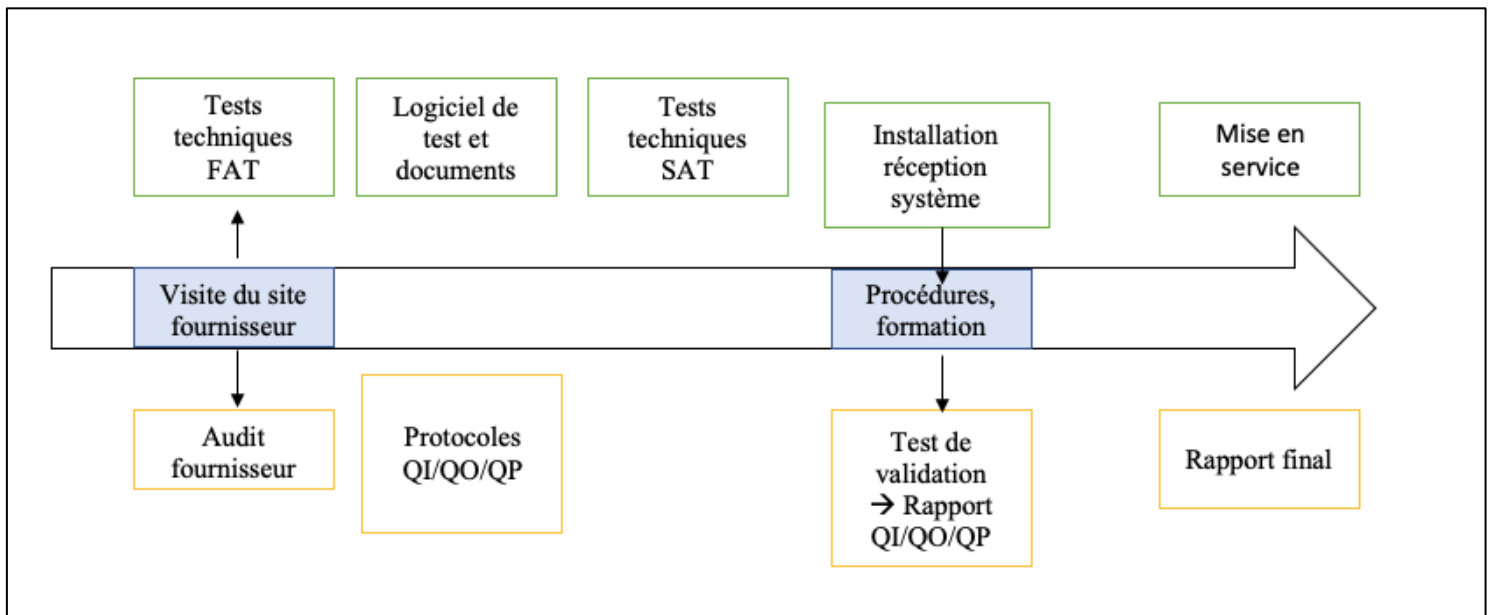 Tests
techniques
FAT
Logiciel de
test et
documents
Tests
techniques
SAT
Installation
réception
système
Mise en
service
Visite du site
fournisseur
Procédures,
formation
Audit
fournisseur
Protocoles
QI/QO/QP
Test de
validation
→ Rapport
QI/QO/QP
Rapport final